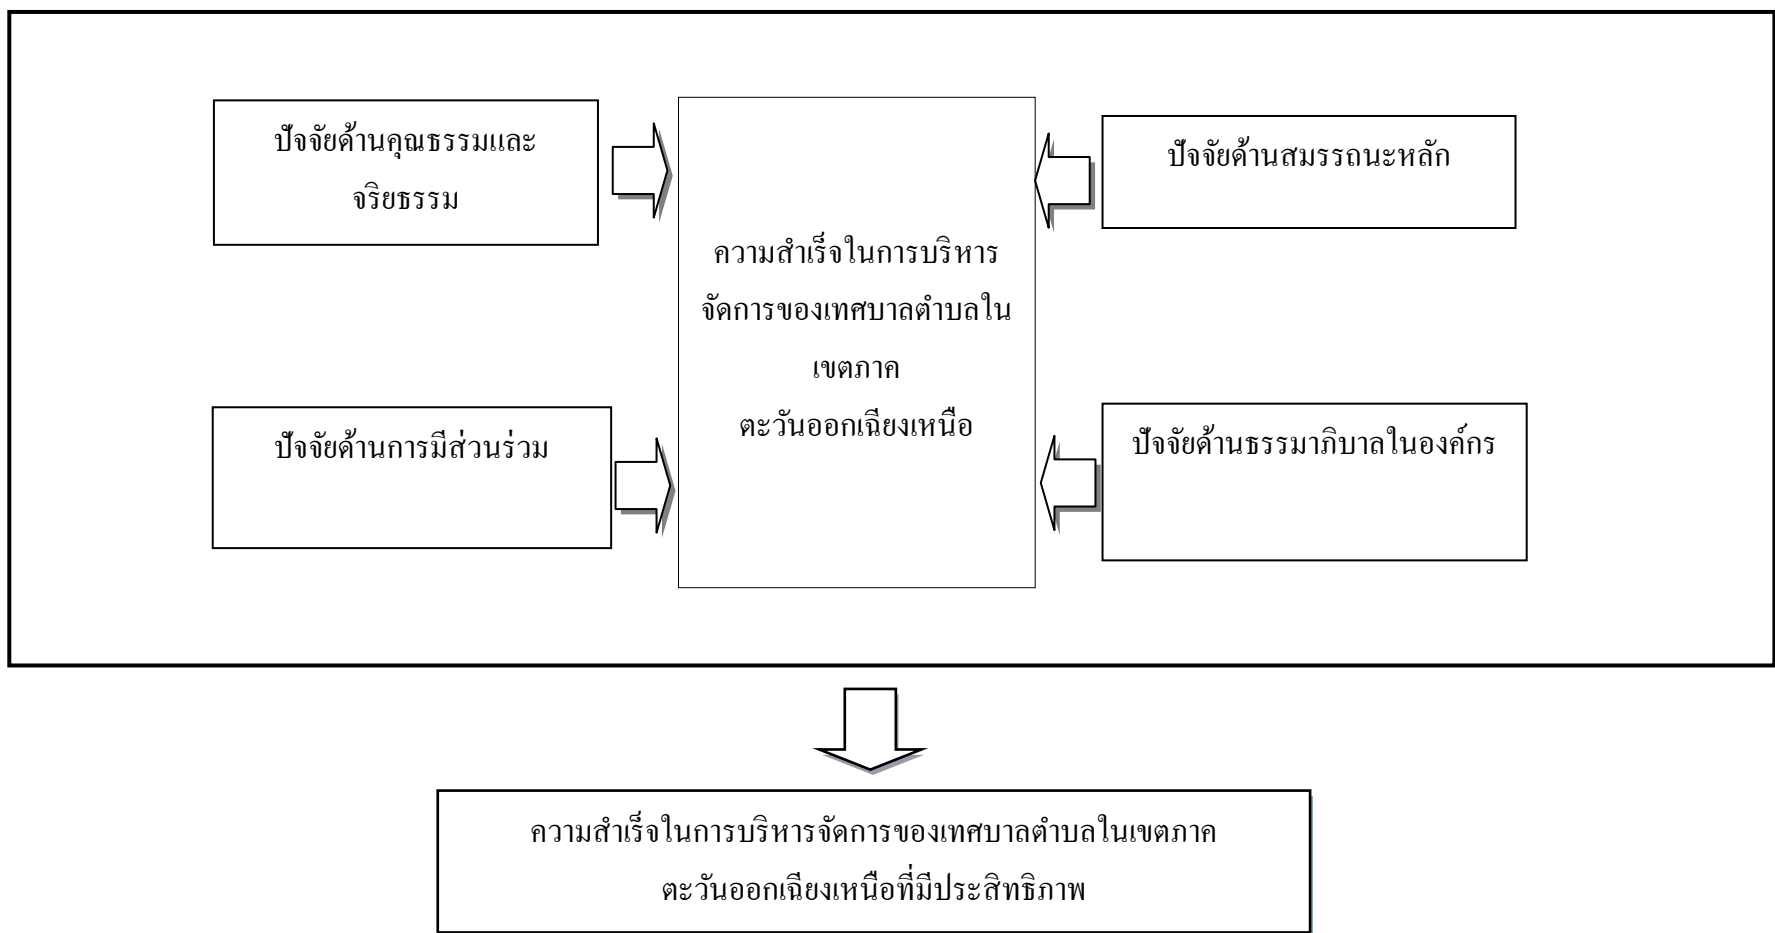 ปัจจัยด้านคุณธรรมและ
จริยธรรม
ปัจจัยด้านสมรรถนะหลัก
ความสำเร็จในการบริหาร
จัดการของเทศบาลตำบลใน
เขตภาค
ตะวันออกเฉียงเหนือ
ปัจจัยด้านการมีส่วนร่วม
ปัจจัยด้านธรรมาภิบาลในองค์กร
ความสำเร็จในการบริหารจัดการของเทศบาลตำบลในเขตภาค
ตะวันออกเฉียงเหนือที่มีประสิทธิภาพ